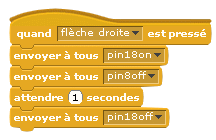 quand flèche droite est pressé
envoyer à tous pin18on
envoyer à tous pin8off
attendre 1 secondes
envoyer à tous pin18off